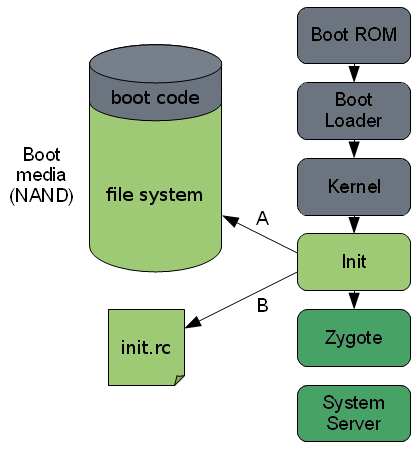 Boot ROM
boot code
Boot
Loader
Boot
media
(NAND)
file system
Kernel
A
Init
B
init.rc
Zygote
System
Server